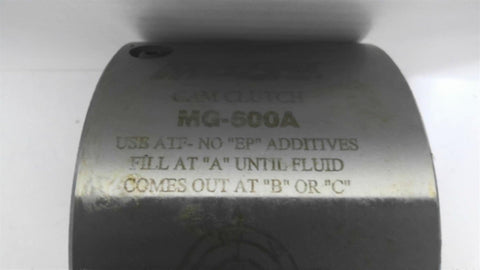 CAM CLUTCH
MG-600A
USE ATF- NO "EP" ADDITIVES
FILL AT "A" UNTIL FLUID
COMES OUT AT "B" OR "C"
A